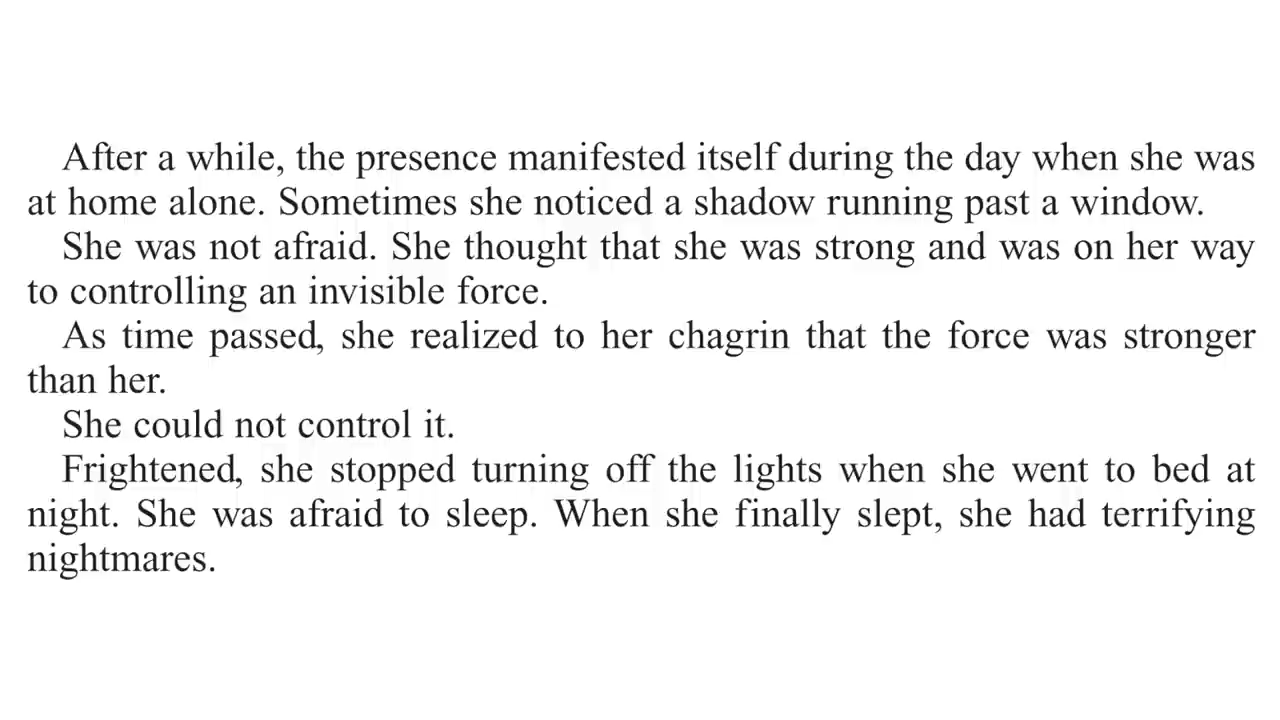 After a while, the presence manifested itself during the day when she was
at home alone. Sometimes she noticed a shadow running past a window.
She was not afraid. She thought that she was strong and was on her way
to controlling an invisible force.
As time passed, she realized to her chagrin that the force was stronger
than her.
She could not control it.
Frightened, she stopped turning off the lights when she went to bed at
night. She was afraid to sleep. When she finally slept, she had terrifying
nightmares.